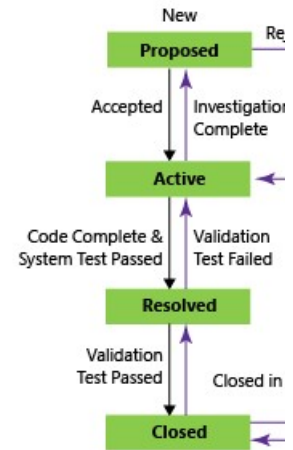 New
Proposed
Accepted
Investigation
Complete
Active
Code Complete &
System Test Passed
Validation
Test Failed
Resolved
Validation
Test Passed
Closed in
Closed